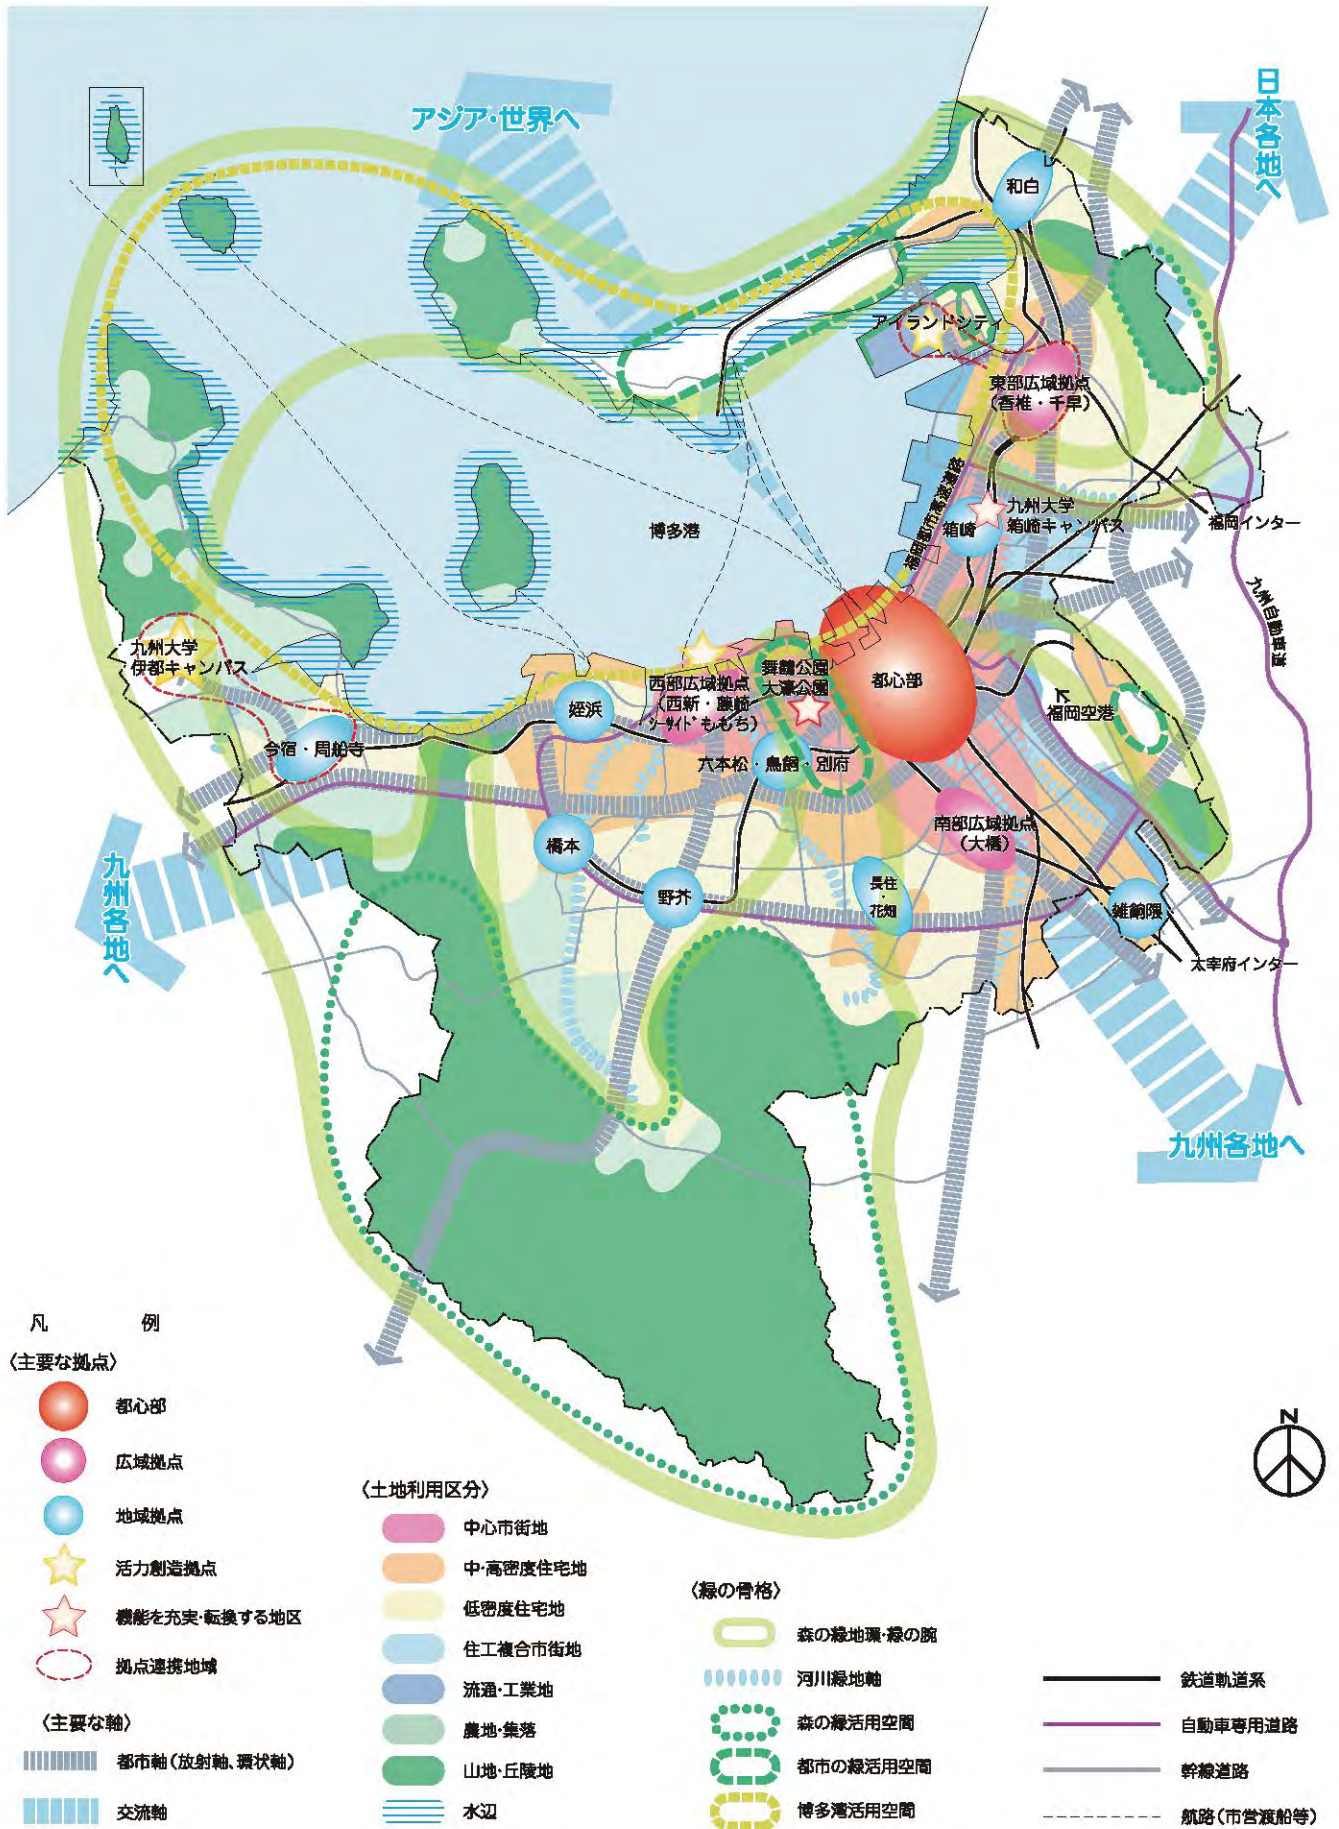 アジア・世界へ
日本各地へ
和白
アイランドシティ
東部広域拠点
(香椎・千早)
福岡都市高速道路
九州大学
箱崎キャンパス
箱崎
福岡インター
博多港
九州自動車道
九州大学
伊都キャンパス
舞鶴公園
大濠公園
都心部
西部広域拠点
(西新・藤崎
シーサイドももち)
姪浜
福岡空港
今宿・周船寺
六本松・鳥飼・別府
南部広域拠点
(大橋)
橋本
野芥
長住
・
花畑
雑餉隈
九州各地へ
太宰府インター
九州各地へ
凡 例
〈主要な拠点〉
都心部
広域拠点
地域拠点
活力創造拠点
機能を充実・転換する地区
拠点連携地域
〈主要な軸〉
都市軸(放射軸、環状軸)
交流軸
〈土地利用区分〉
中心市街地
中・高密度住宅地
低密度住宅地
住工複合市街地
流通・工業地
農地・集落
山地・丘陵地
水辺
〈緑の骨格〉
森の緑地環・緑の腕
河川緑地軸
森の緑活用空間
都市の緑活用空間
博多湾活用空間
N
鉄道軌道系
自動車専用道路
幹線道路
航路(市営渡船等)